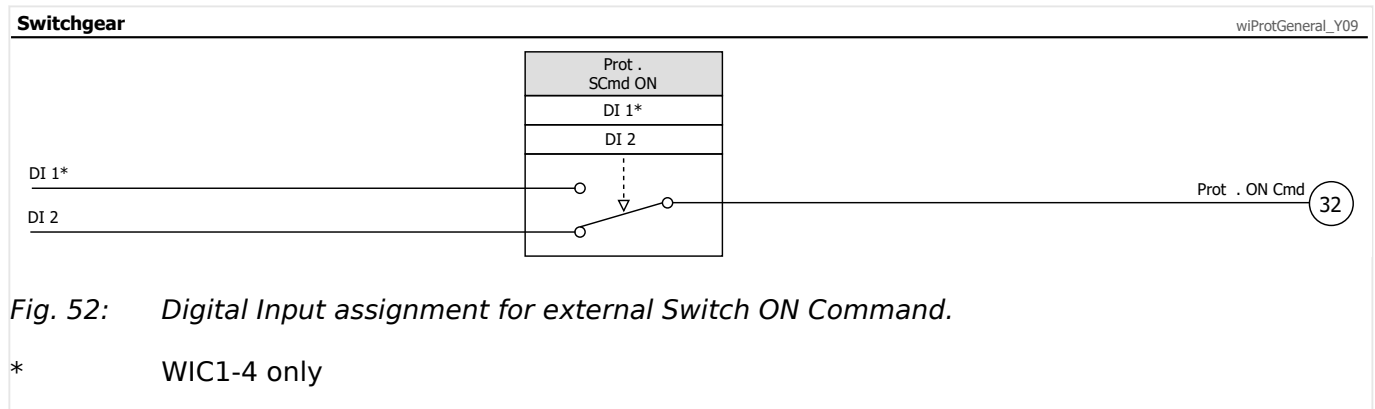 Switchgear wiProtGeneral_Y09
Prot .
SCmd ON
DI 1*
DI 2
DI 1*
DI 2
Prot . ON Cmd
32
Fig. 52: Digital Input assignment for external Switch ON Command.
* WIC1-4 only